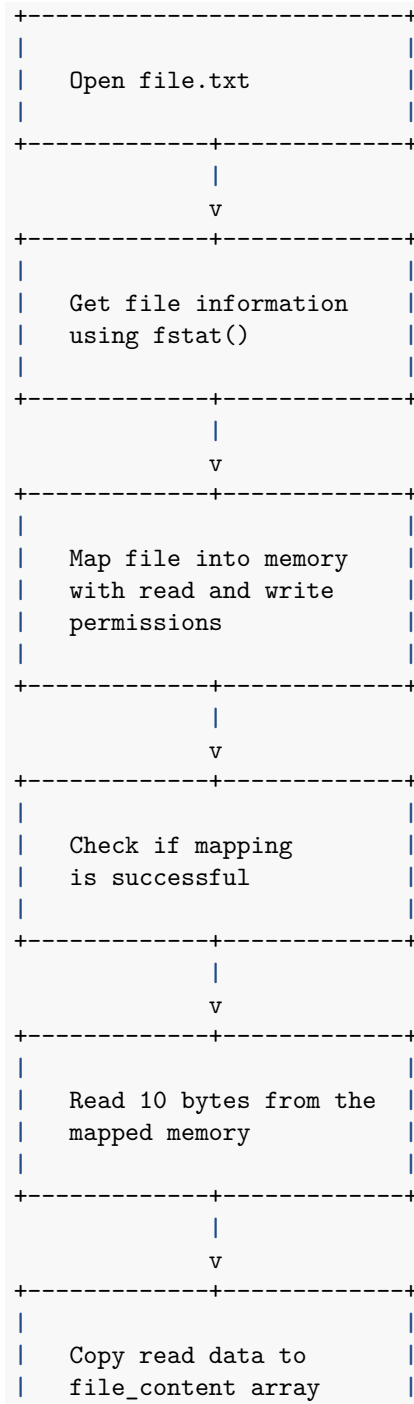 +----------------------------+
|                            |
|   Open file.txt            |
|                            |
+-------------+--------------+
              |
              v
+-------------+--------------+
|                            |
|   Get file information     |
|   using fstat()            |
|                            |
+-------------+--------------+
              |
              v
+-------------+--------------+
|                            |
|   Map file into memory     |
|   with read and write      |
|   permissions              |
|                            |
+-------------+--------------+
              |
              v
+-------------+--------------+
|                            |
|   Check if mapping         |
|   is successful            |
|                            |
+-------------+--------------+
              |
              v
+-------------+--------------+
|                            |
|   Read 10 bytes from the   |
|   mapped memory            |
|                            |
+-------------+--------------+
              |
              v
+-------------+--------------+
|                            |
|   Copy read data to        |
|   file_content array       |